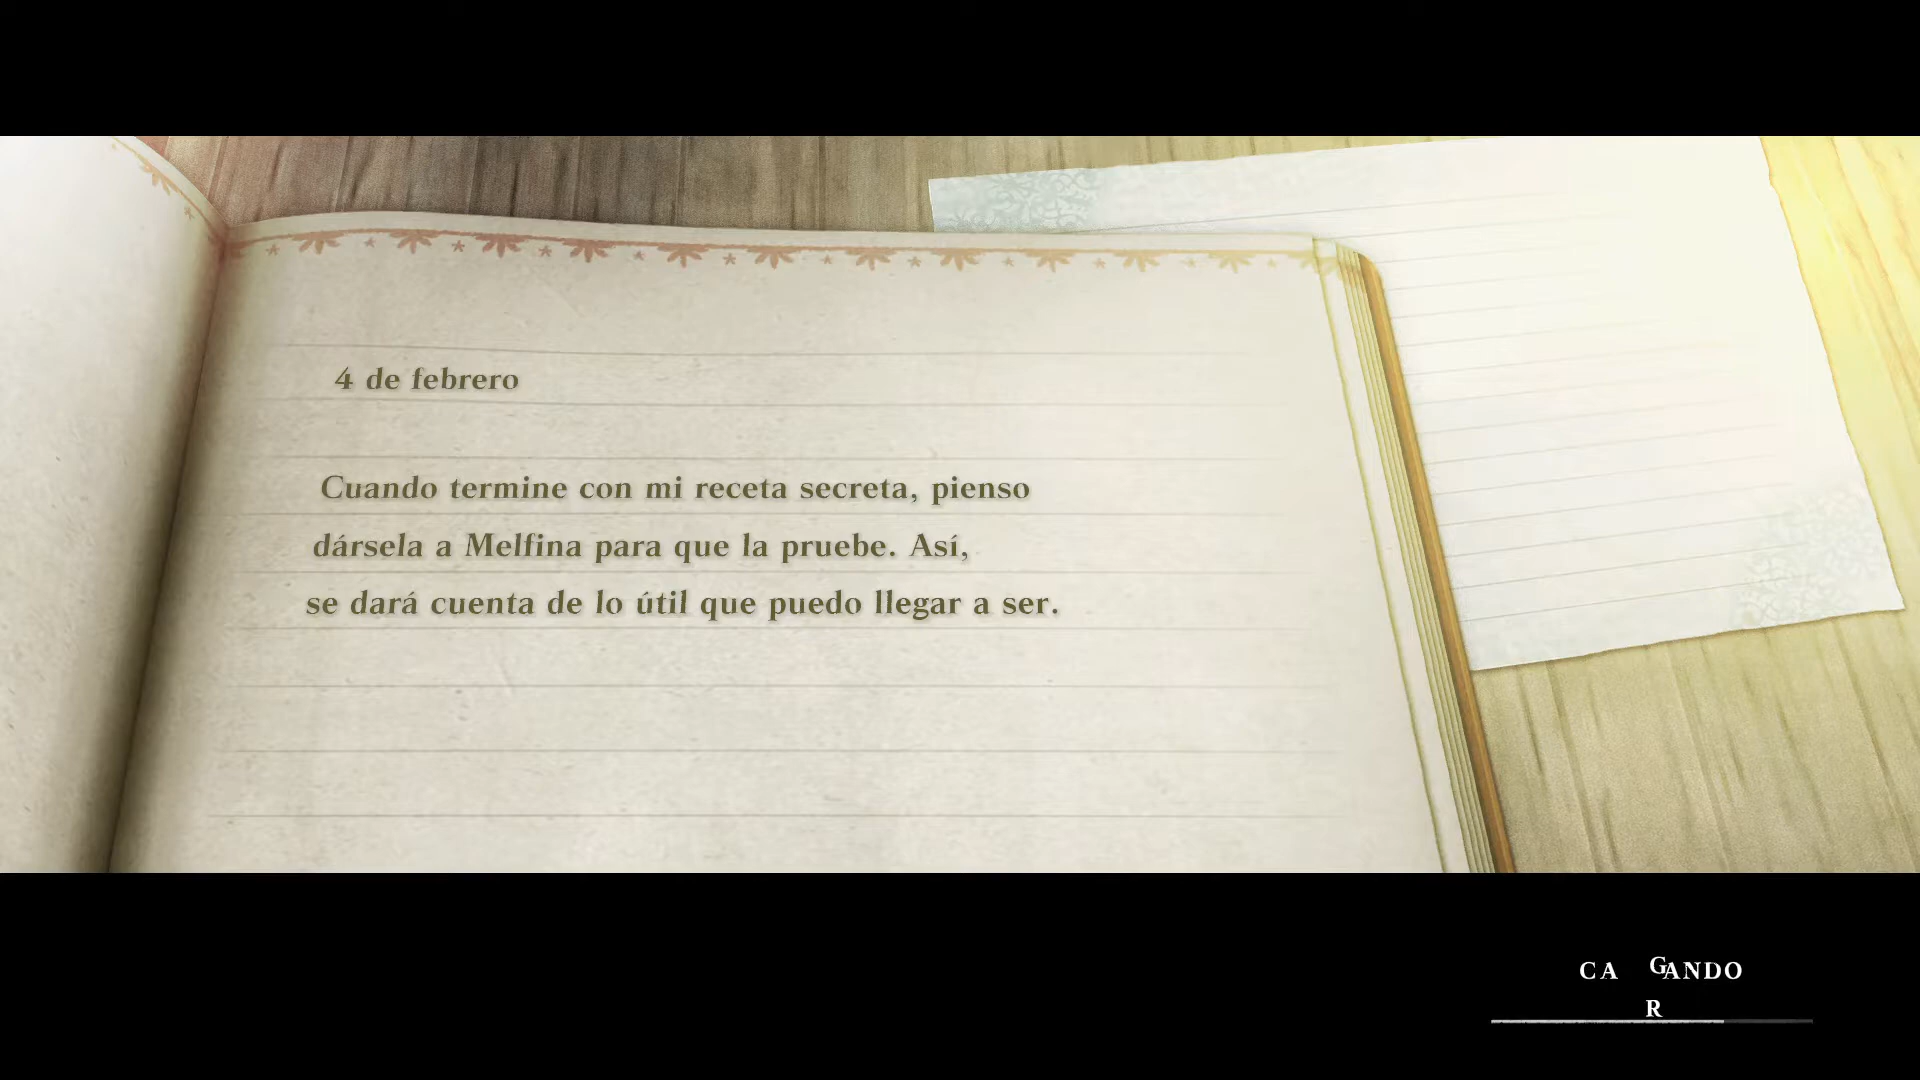 4 de febrero
Cuando termine con mi receta secreta, pienso
dársela a Melfina para que la pruebe. Así,
se dará cuenta de lo útil que puedo llegar a ser.
CARGANDO